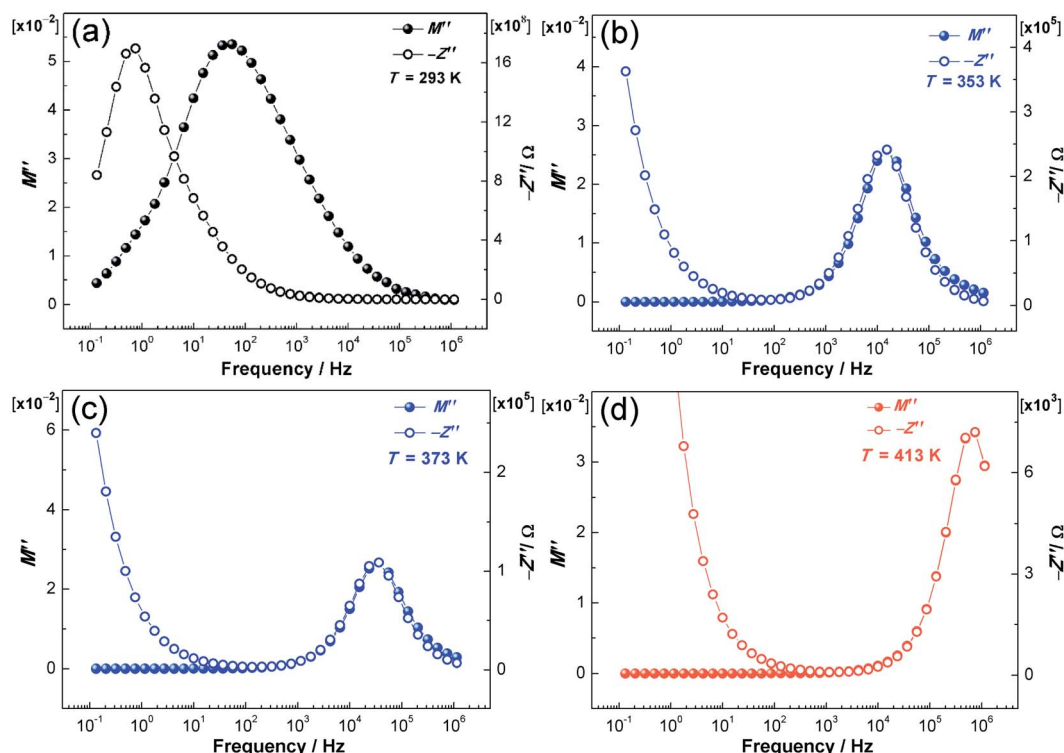 [x10⁻²] (a) [x10⁸]
M''
−Z''
T = 293 K
5
4
3
2
1
0
M''
16
12
8
4
0
−Z''/ Ω
10⁻¹ 10⁰ 10¹ 10² 10³ 10⁴ 10⁵ 10⁶
Frequency / Hz
[x10⁻²] (b) [x10⁵]
M''
−Z''
T = 353 K
4
3
2
1
0
M''
4
3
2
1
0
−Z''/ Ω
10⁻¹ 10⁰ 10¹ 10² 10³ 10⁴ 10⁵ 10⁶
Frequency / Hz
[x10⁻²] (c) [x10⁵]
M''
−Z''
T = 373 K
6
4
2
0
M''
2
1
0
−Z''/ Ω
10⁻¹ 10⁰ 10¹ 10² 10³ 10⁴ 10⁵ 10⁶
Frequency / Hz
[x10⁻²] (d) [x10³]
M''
−Z''
T = 413 K
3
2
1
0
M''
6
3
0
−Z''/ Ω
10⁻¹ 10⁰ 10¹ 10² 10³ 10⁴ 10⁵ 10⁶
Frequency / Hz